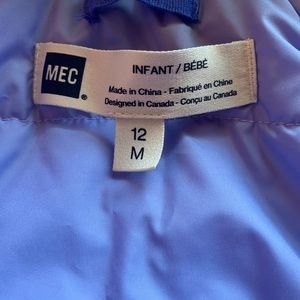 MEC
INFANT / BÉBÉ
Made in China - Fabriqué en Chine
Designed in Canada - Conçu au Canada
12
M